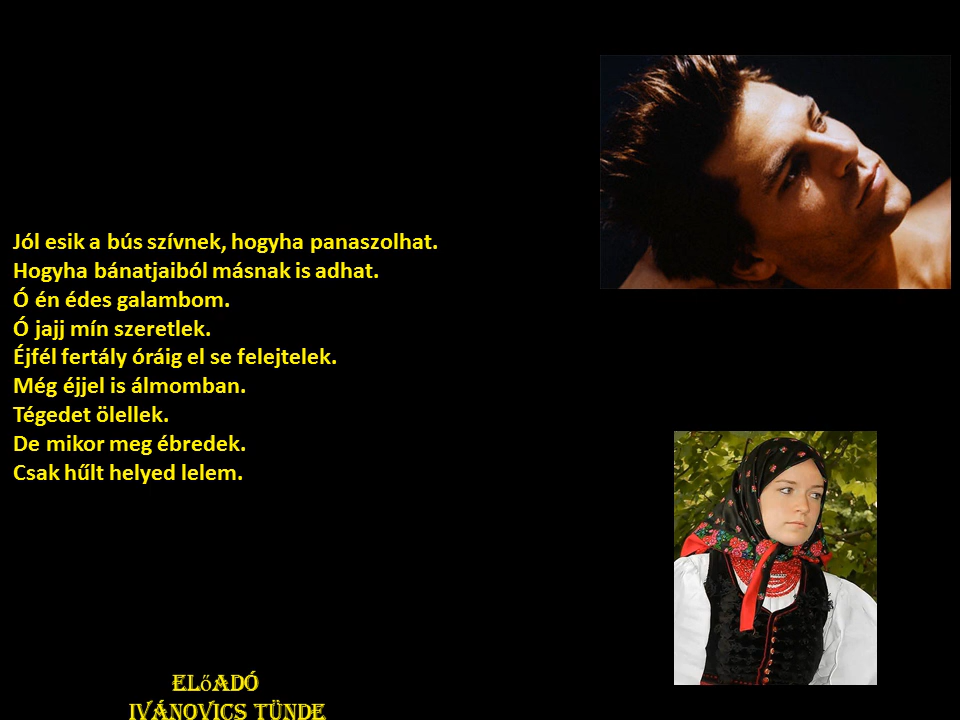 Jól esik a bús szívnek, hogyha panaszolhat.
Hogyha bánatjaiból másnak is adhat.
Ó én édes galambom.
Ó jajj mín szeretlek.
Éjfél fertály óráig el se felejtelek.
Még éjjel is álmomban.
Tégedet ölellek.
De mikor meg ébredek.
Csak hűlt helyed lelem.
Előadó
Ivánovics Tünde